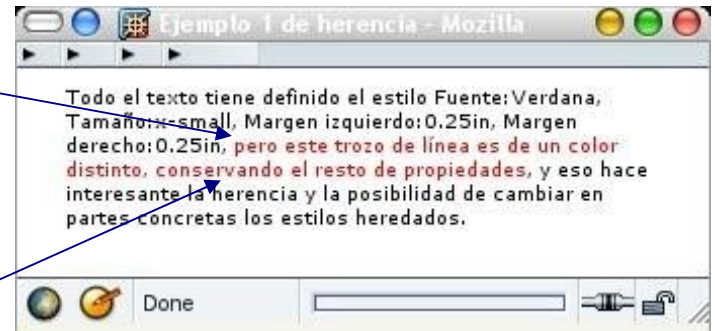 Ejemplo 1 de herencia - Mozilla
Todo el texto tiene definido el estilo Fuente:Verdana,
Tamaño:x-small, Margen izquierdo:0.25in, Margen
derecho:0.25in, pero este trozo de línea es de un color
distinto, conservando el resto de propiedades, y eso hace
interesante la herencia y la posibilidad de cambiar en
partes concretas los estilos heredados.
Done